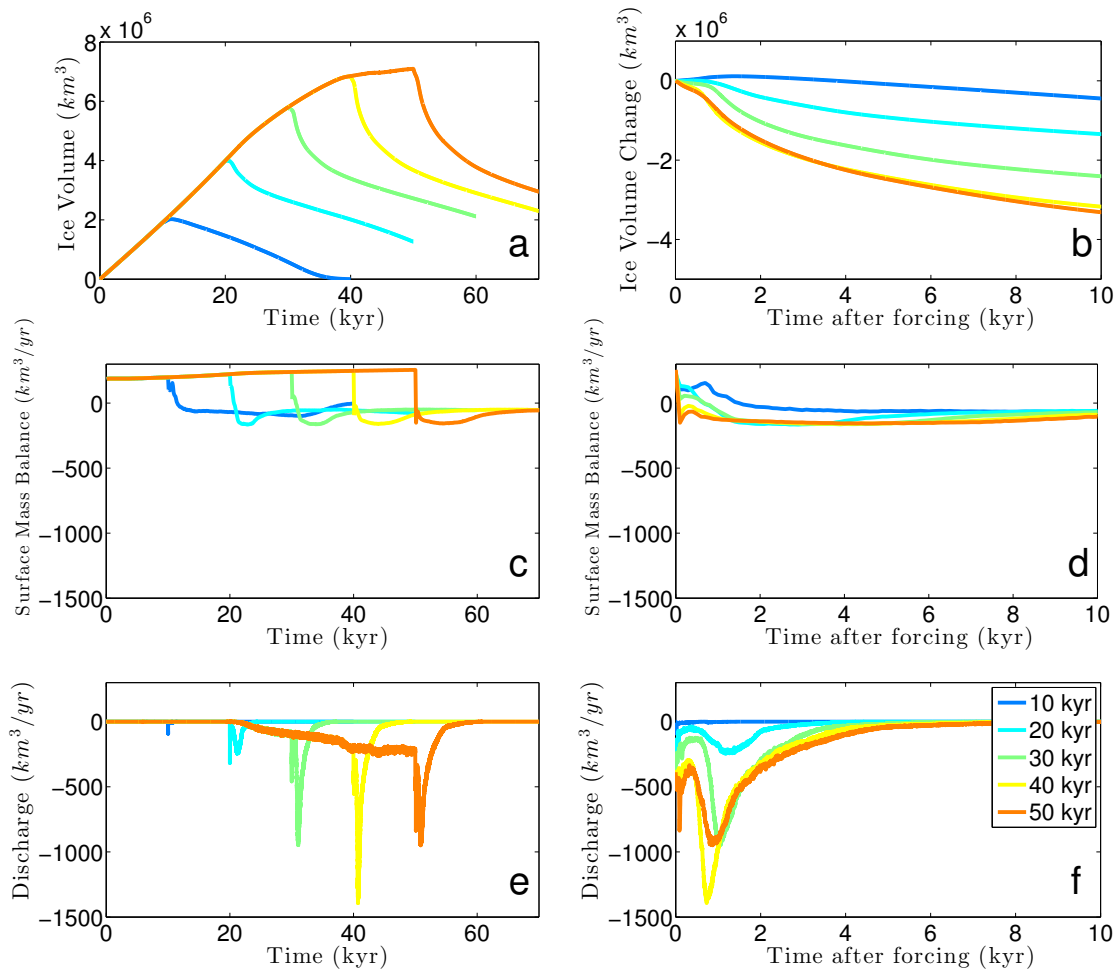 x 10^6
8
6
4
2
0
0 20 40 60
Ice Volume (km^3)
Time (kyr)
a
x 10^6
0
−2
−4
0 2 4 6 8 10
Ice Volume Change (km^3)
Time after forcing (kyr)
b
0
−500
−1000
−1500
0 20 40 60
Surface Mass Balance (km^3/yr)
Time (kyr)
c
0
−500
−1000
−1500
0 2 4 6 8 10
Surface Mass Balance (km^3/yr)
Time after forcing (kyr)
d
0
−500
−1000
−1500
0 20 40 60
Discharge (km^3/yr)
Time (kyr)
e
0
−500
−1000
−1500
0 2 4 6 8 10
Discharge (km^3/yr)
Time after forcing (kyr)
f
10 kyr
20 kyr
30 kyr
40 kyr
50 kyr